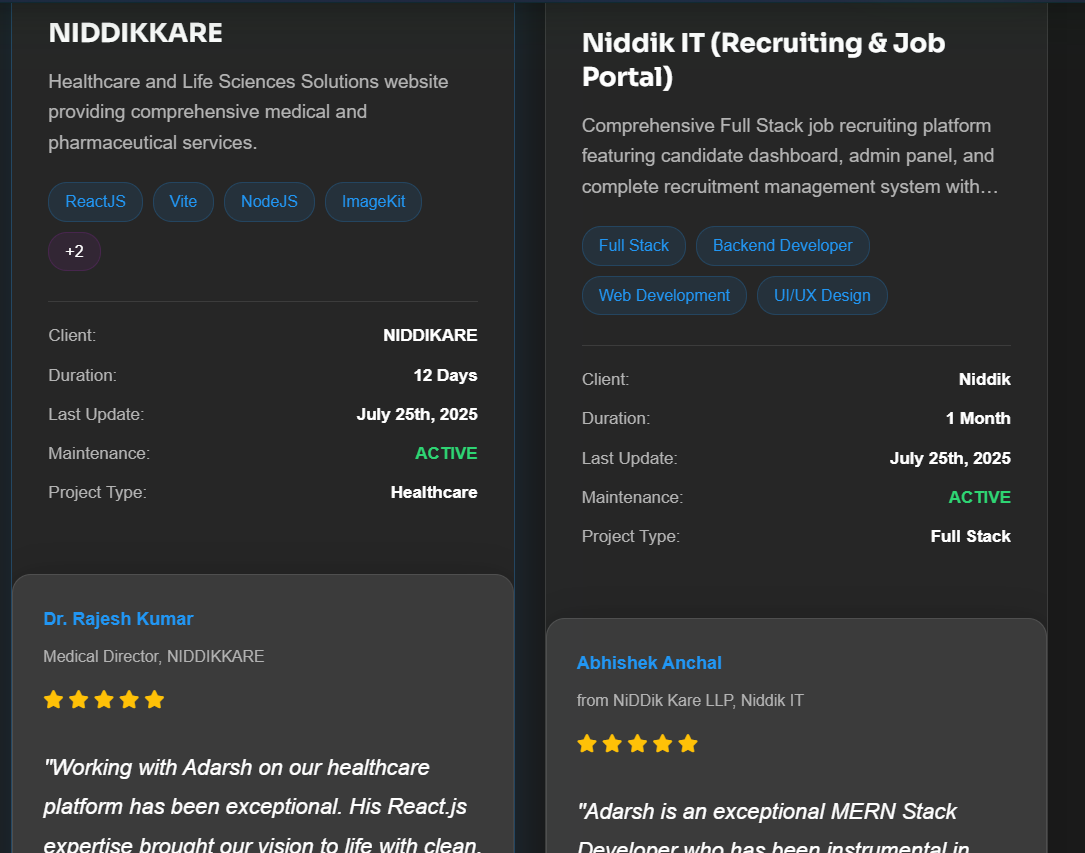 NIDDIKKARE
Healthcare and Life Sciences Solutions website
providing comprehensive medical and
pharmaceutical services.
ReactJS
Vite
NodeJS
ImageKit
+2
Client:
NIDDIKARE
Duration:
12 Days
Last Update:
July 25th, 2025
Maintenance:
ACTIVE
Project Type:
Healthcare
Dr. Rajesh Kumar
Medical Director, NIDDIKKARE
"Working with Adarsh on our healthcare
platform has been exceptional. His React.js
expertise brought our vision to life with clean,
Niddik IT (Recruiting & Job
Portal)
Comprehensive Full Stack job recruiting platform
featuring candidate dashboard, admin panel, and
complete recruitment management system with…
Full Stack
Backend Developer
Web Development
UI/UX Design
Client:
Niddik
Duration:
1 Month
Last Update:
July 25th, 2025
Maintenance:
ACTIVE
Project Type:
Full Stack
Abhishek Anchal
from NiDDik Kare LLP, Niddik IT
"Adarsh is an exceptional MERN Stack
Developer who has been instrumental in